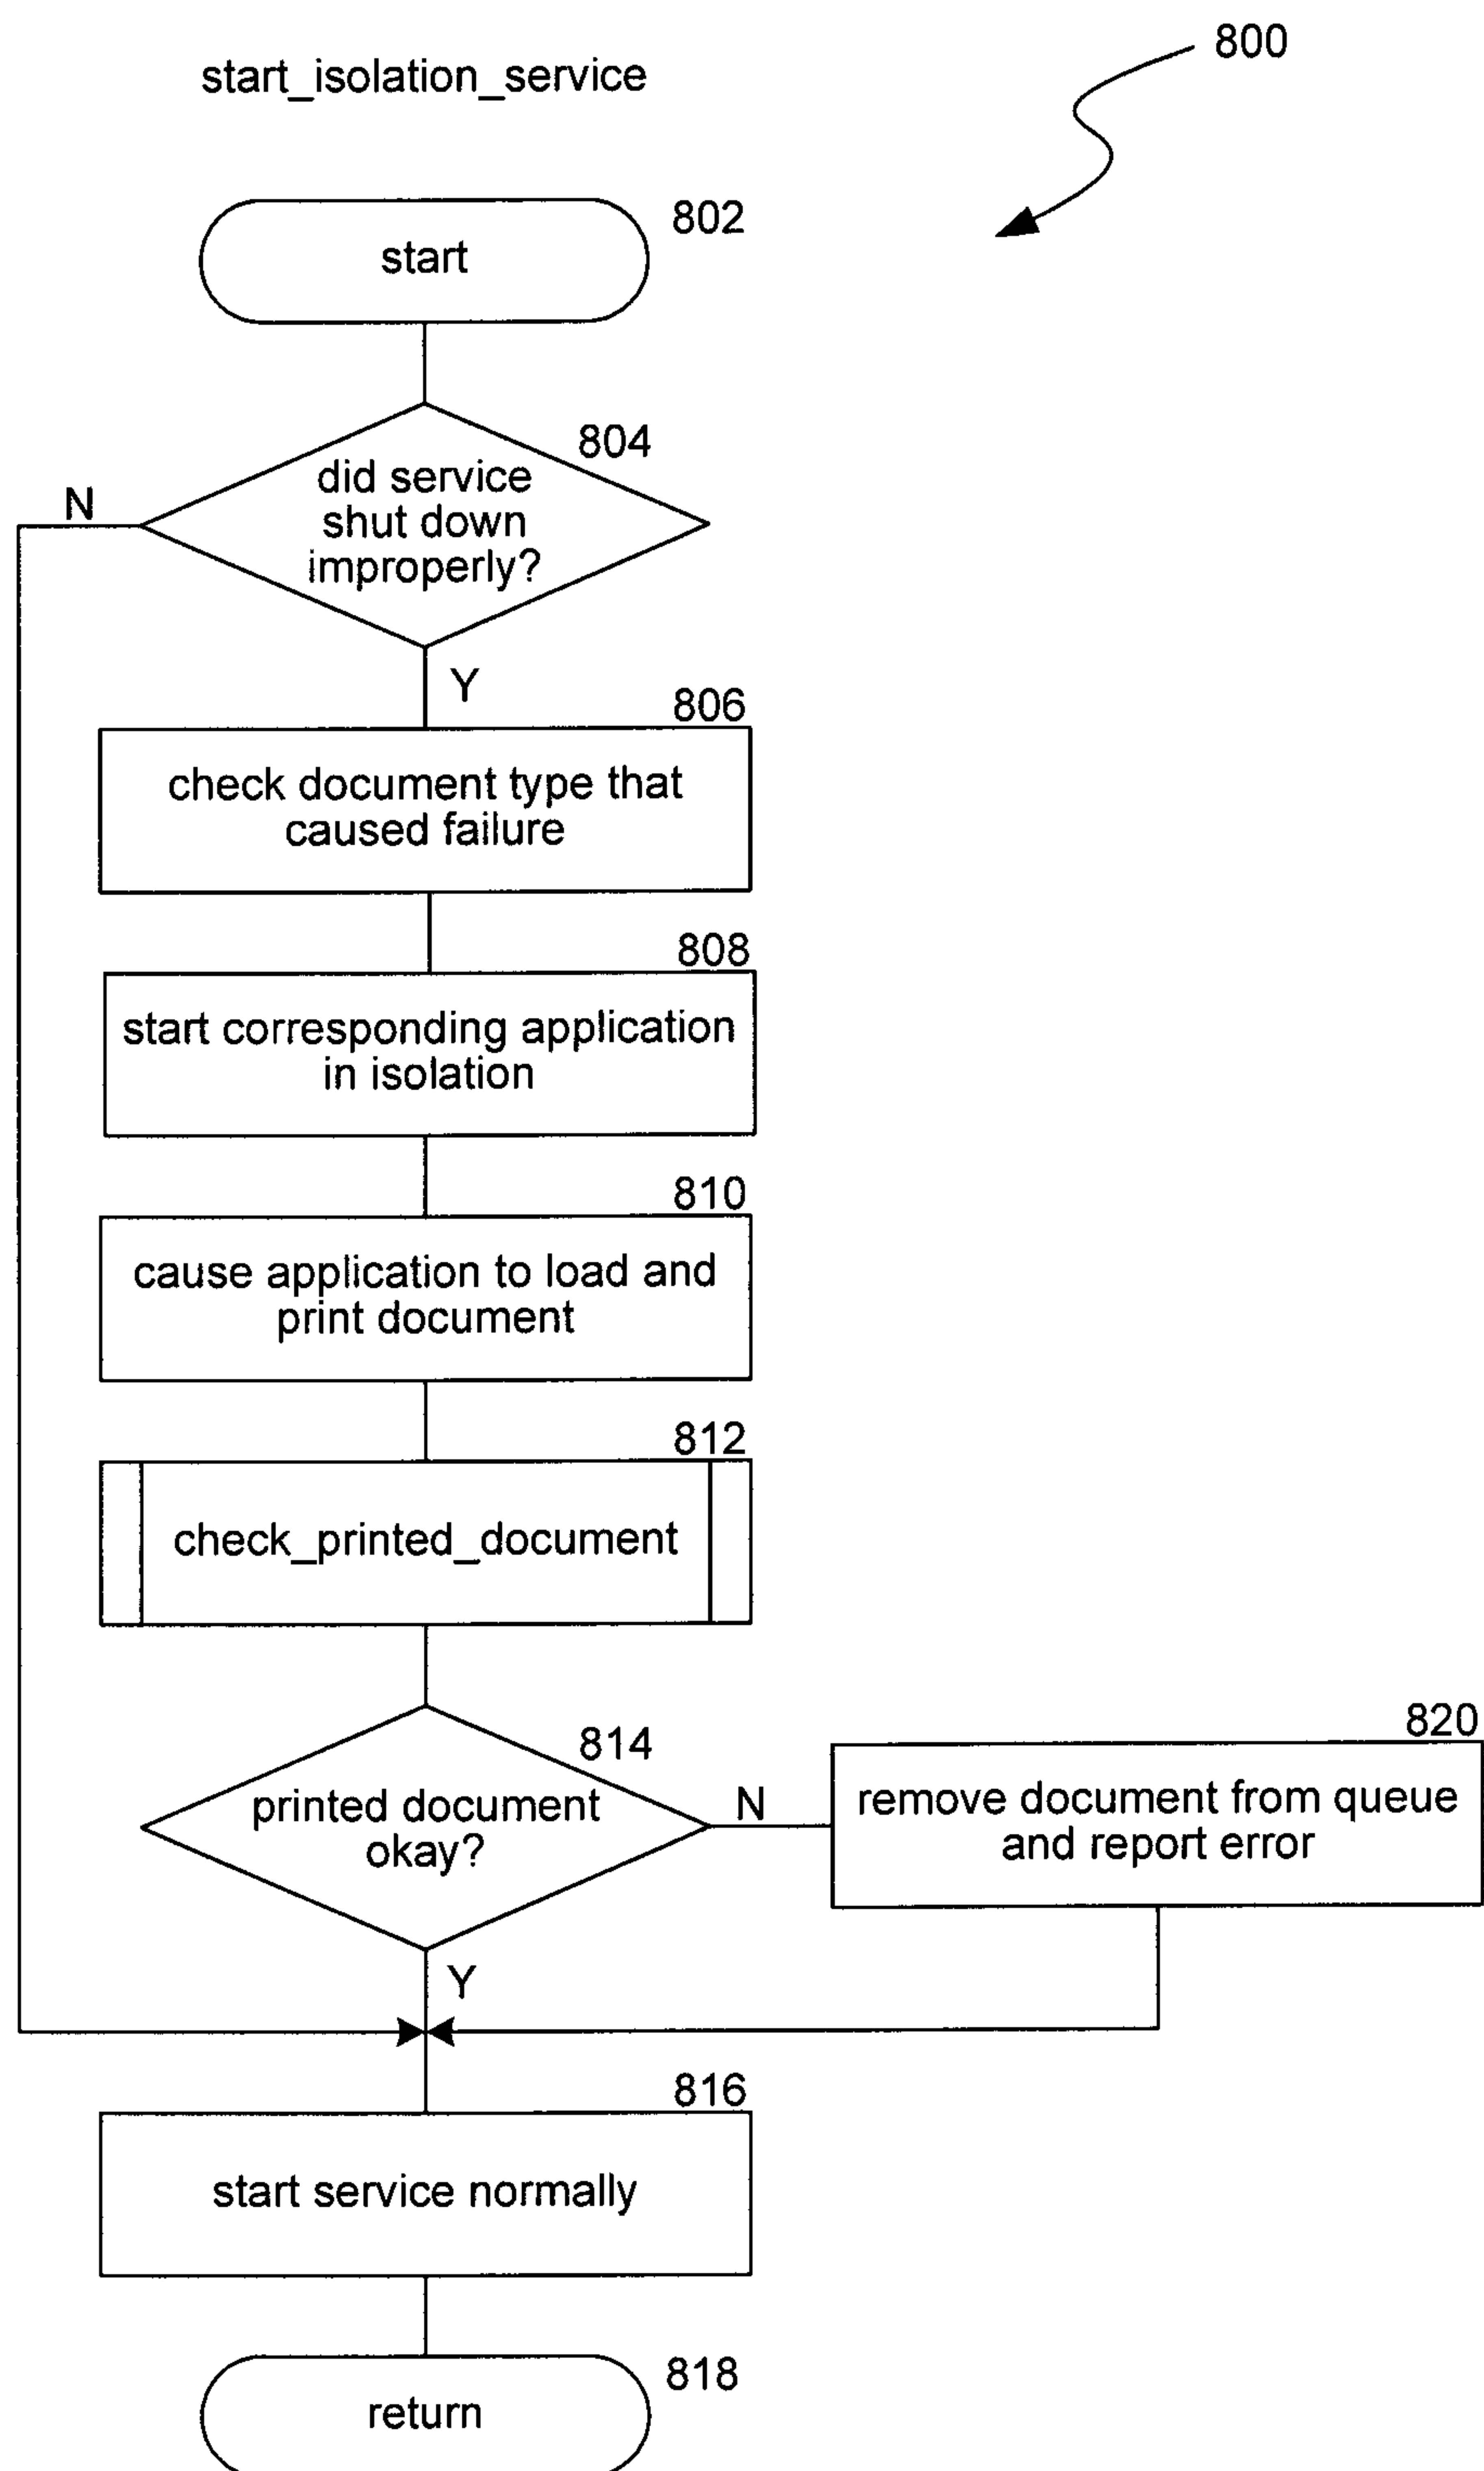 800
start_isolation_service
802
start
804
did service
shut down
improperly?
N
Y
806
check document type that
caused failure
808
start corresponding application
in isolation
810
cause application to load and
print document
812
check_printed_document
814
printed document
okay?
N
820
remove document from queue
and report error
Y
816
start service normally
818
return